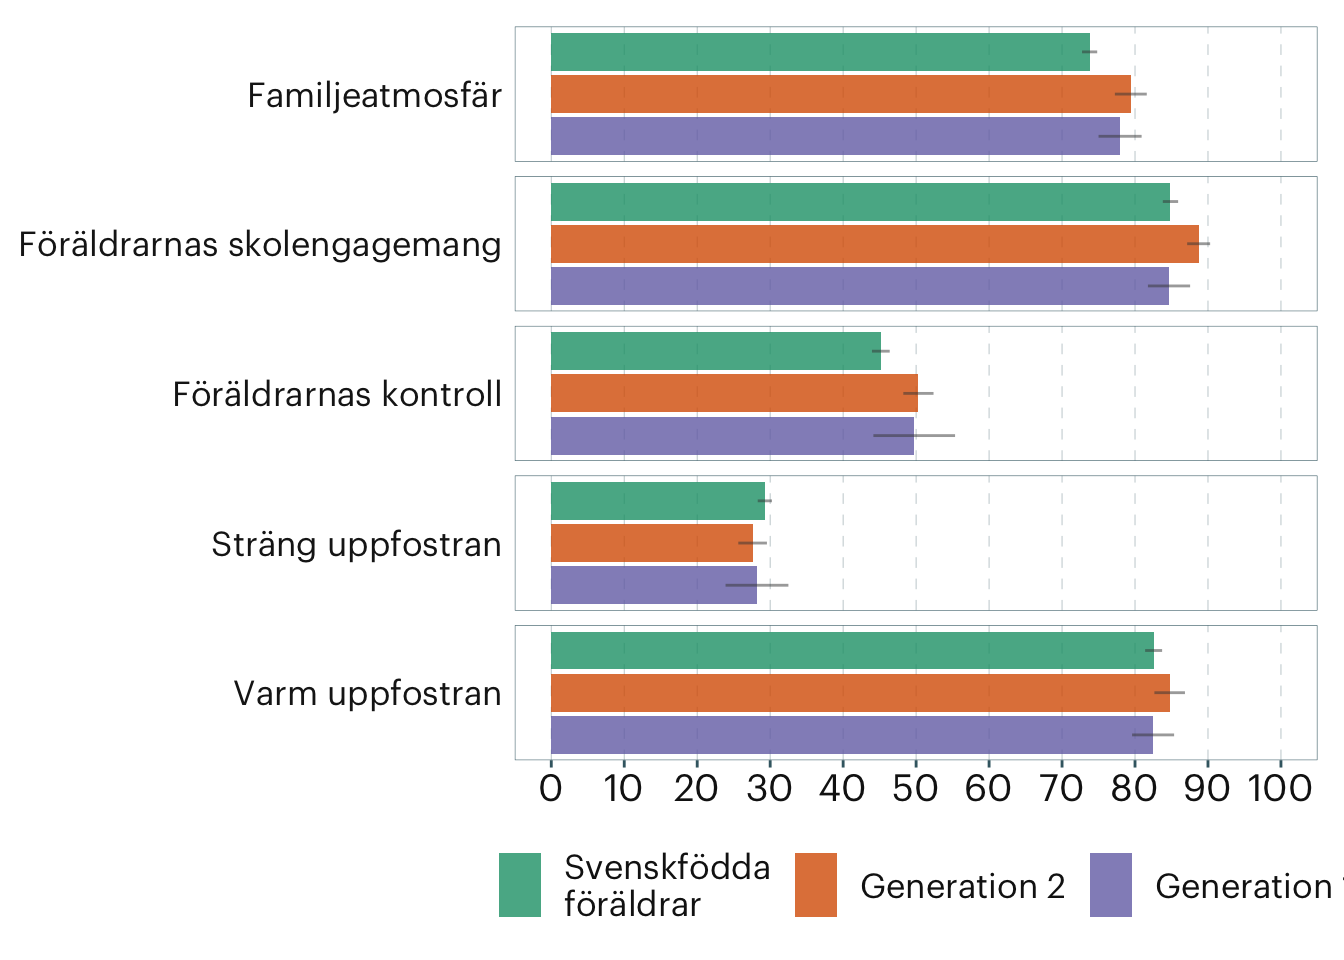 Familjeatmosfär
Föräldrarnas skolengagemang
Föräldrarnas kontroll
Sträng uppfostran
Varm uppfostran
0 10 20 30 40 50 60 70 80 90 100
Svenskfödda
föräldrar
Generation 2
Generation